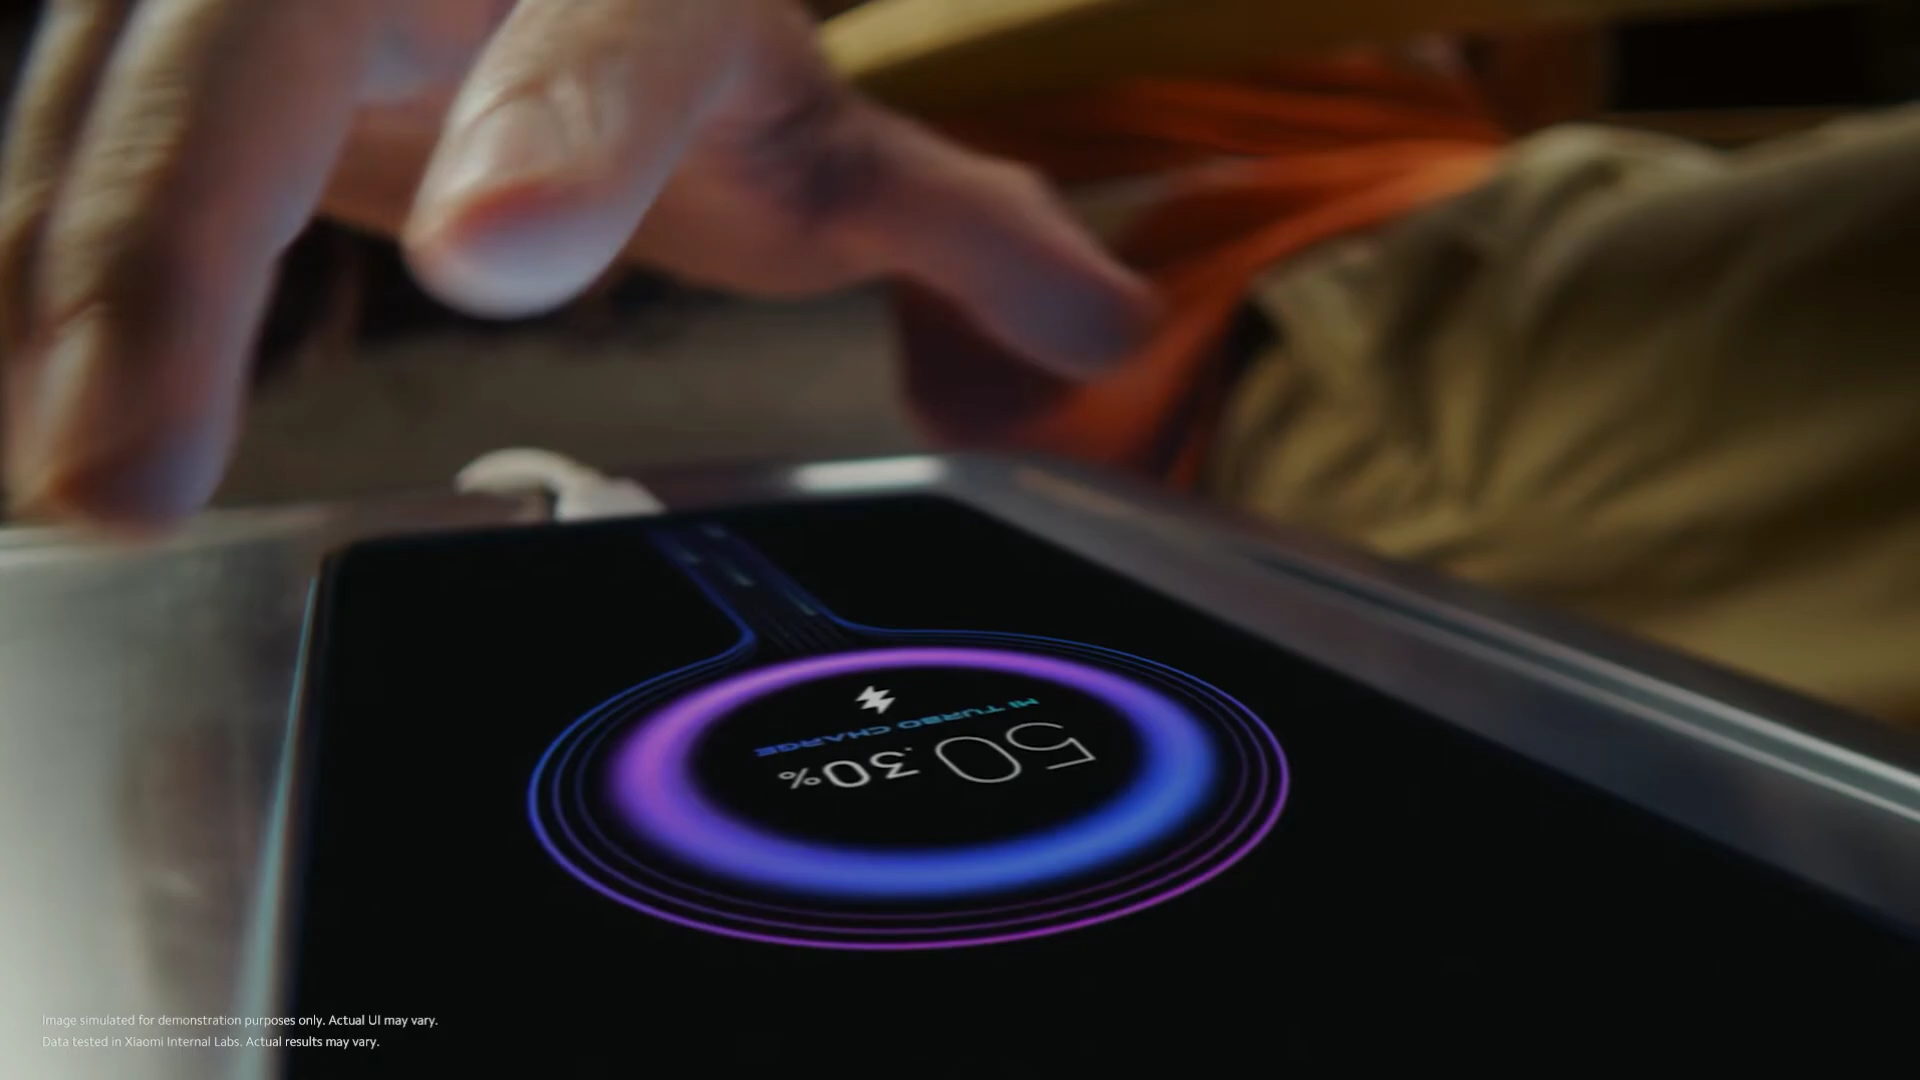 50.30%
MI TURBO CHARGE
Image simulated for demonstration purposes only. Actual UI may vary.
Data tested in Xiaomi Internal Labs. Actual results may vary.